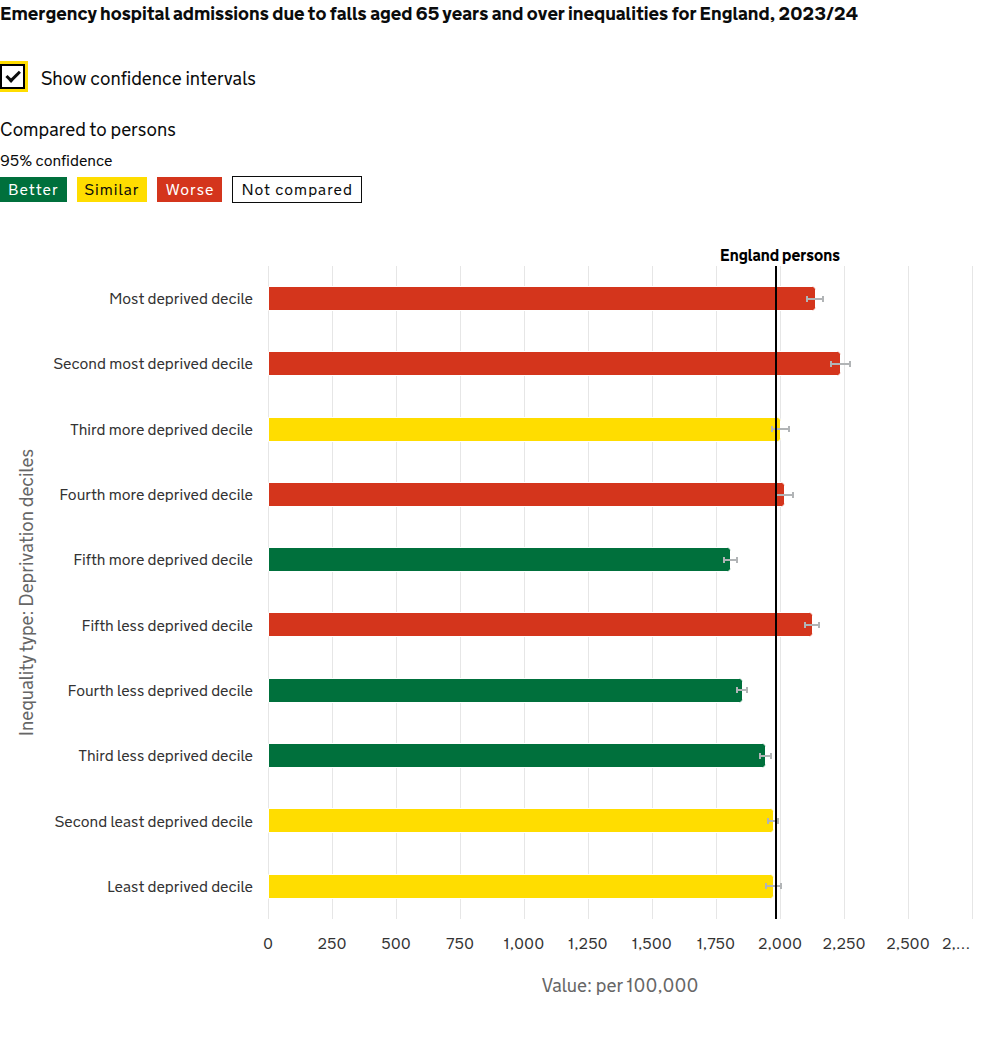 Emergency hospital admissions due to falls aged 65 years and over inequalities for England, 2023/24
Show confidence intervals
Compared to persons
95% confidence
Better Similar Worse Not compared
England persons
Most deprived decile
Second most deprived decile
Third more deprived decile
Fourth more deprived decile
Fifth more deprived decile
Fifth less deprived decile
Fourth less deprived decile
Third less deprived decile
Second least deprived decile
Least deprived decile
Inequality type: Deprivation deciles
0 250 500 750 1,000 1,250 1,500 1,750 2,000 2,250 2,500 2,...
Value: per 100,000